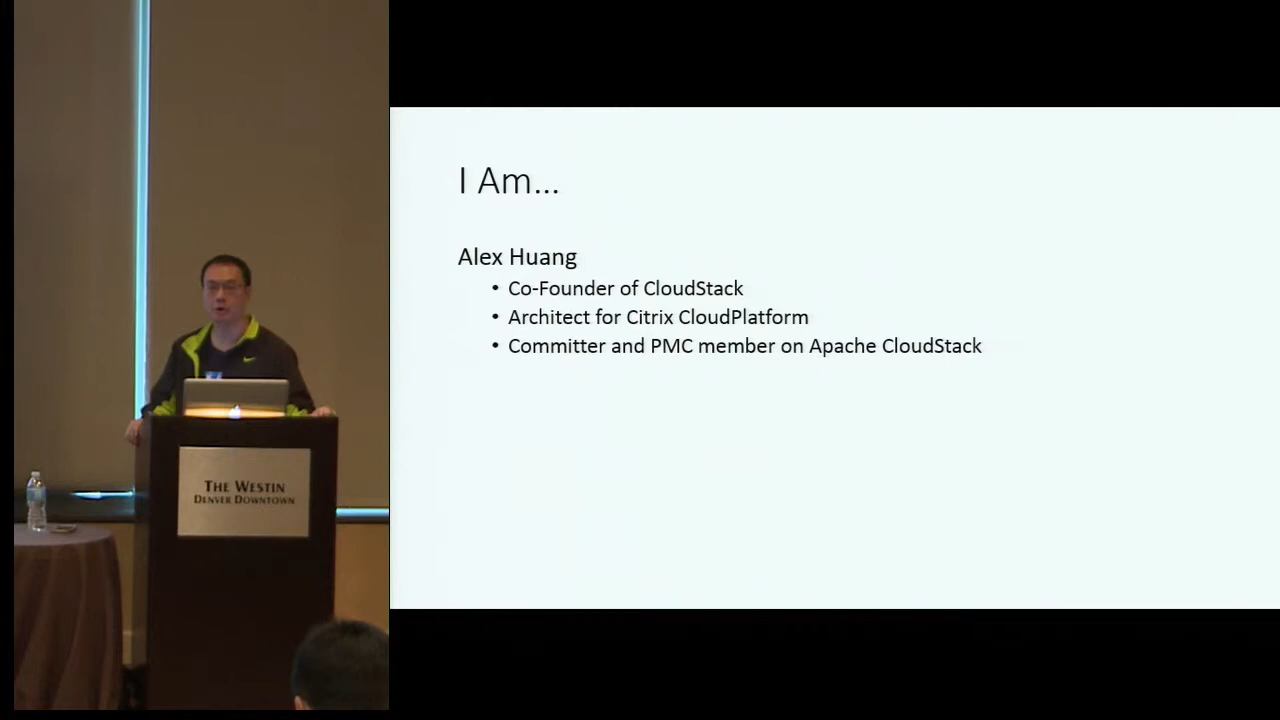 I Am...
Alex Huang
• Co-Founder of CloudStack
• Architect for Citrix CloudPlatform
• Committer and PMC member on Apache CloudStack
THE WESTIN
DENVER DOWNTOWN